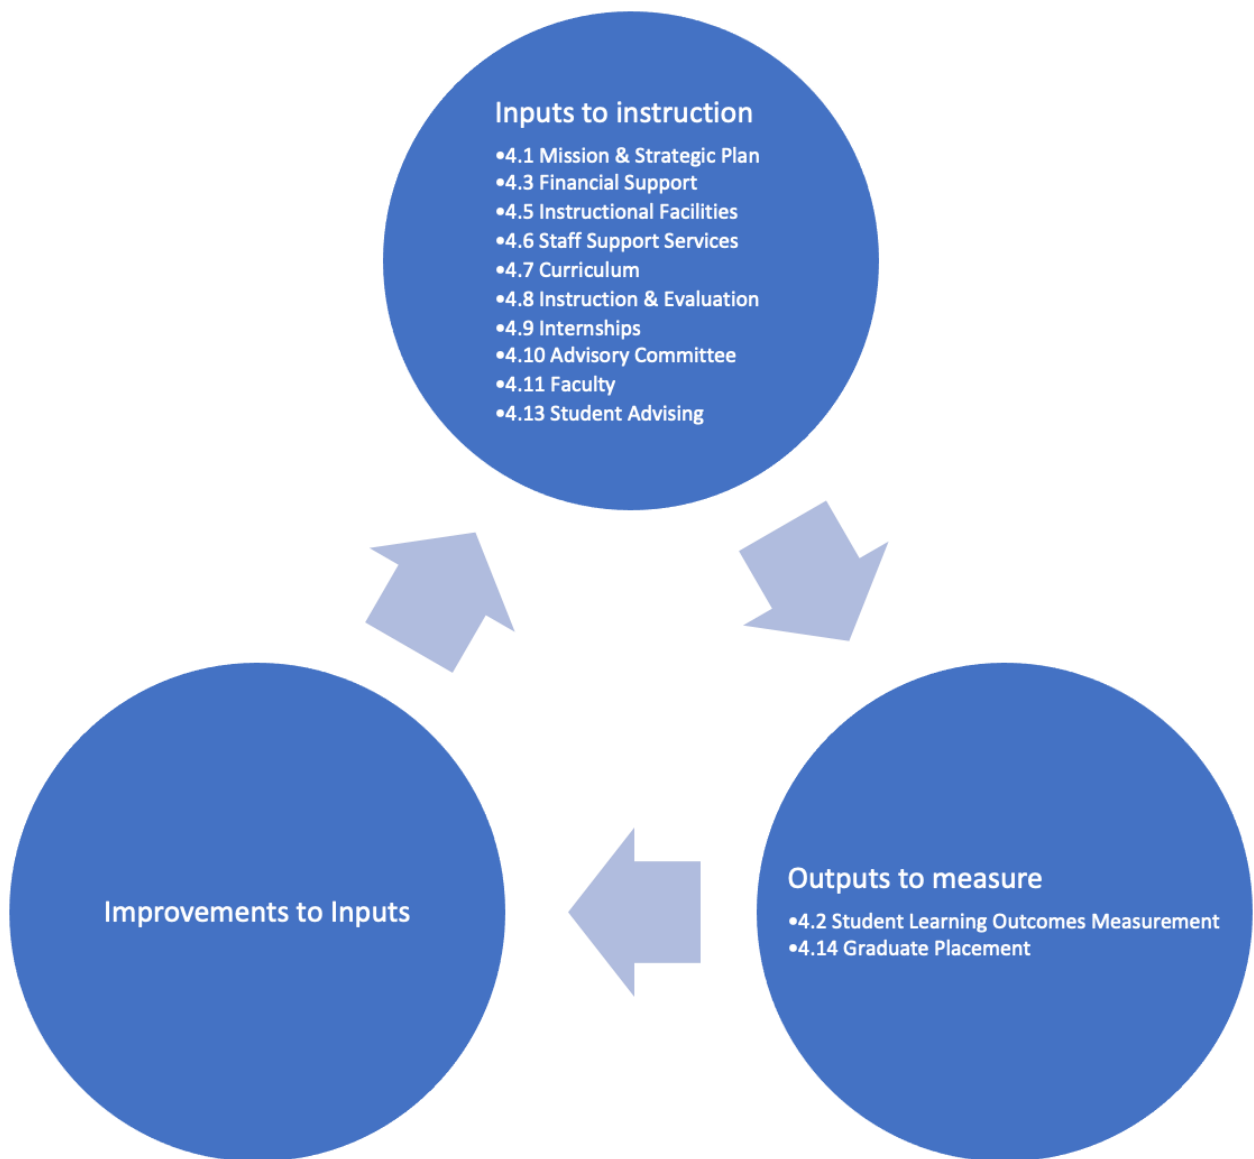 Inputs to instruction
•4.1 Mission & Strategic Plan
•4.3 Financial Support
•4.5 Instructional Facilities
•4.6 Staff Support Services
•4.7 Curriculum
•4.8 Instruction & Evaluation
•4.9 Internships
•4.10 Advisory Committee
•4.11 Faculty
•4.13 Student Advising
Outputs to measure
•4.2 Student Learning Outcomes Measurement
•4.14 Graduate Placement
Improvements to Inputs